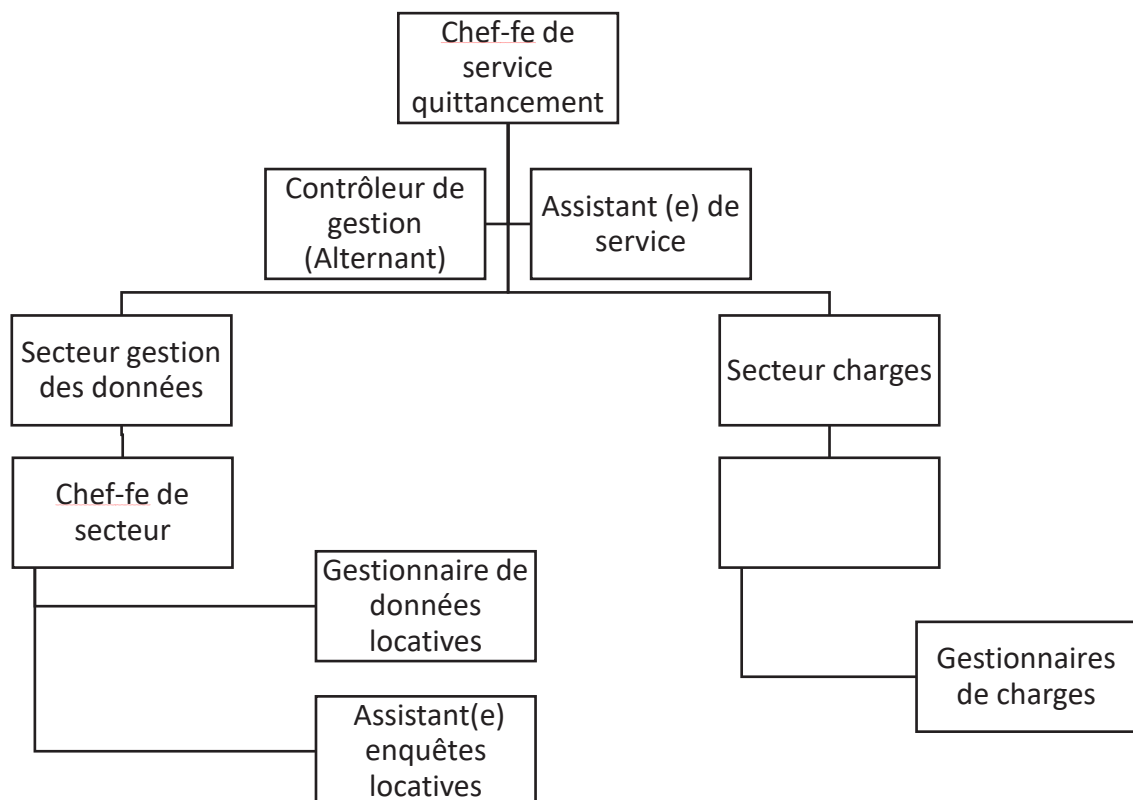 Chef-fe de
service
quittancement
Contrôleur de
gestion
(Alternant)
Assistant (e) de
service
Secteur gestion
des données
Secteur charges
Chef-fe de
secteur
Gestionnaire de
données
locatives
Gestionnaires
de charges
Assistant(e)
enquêtes
locatives